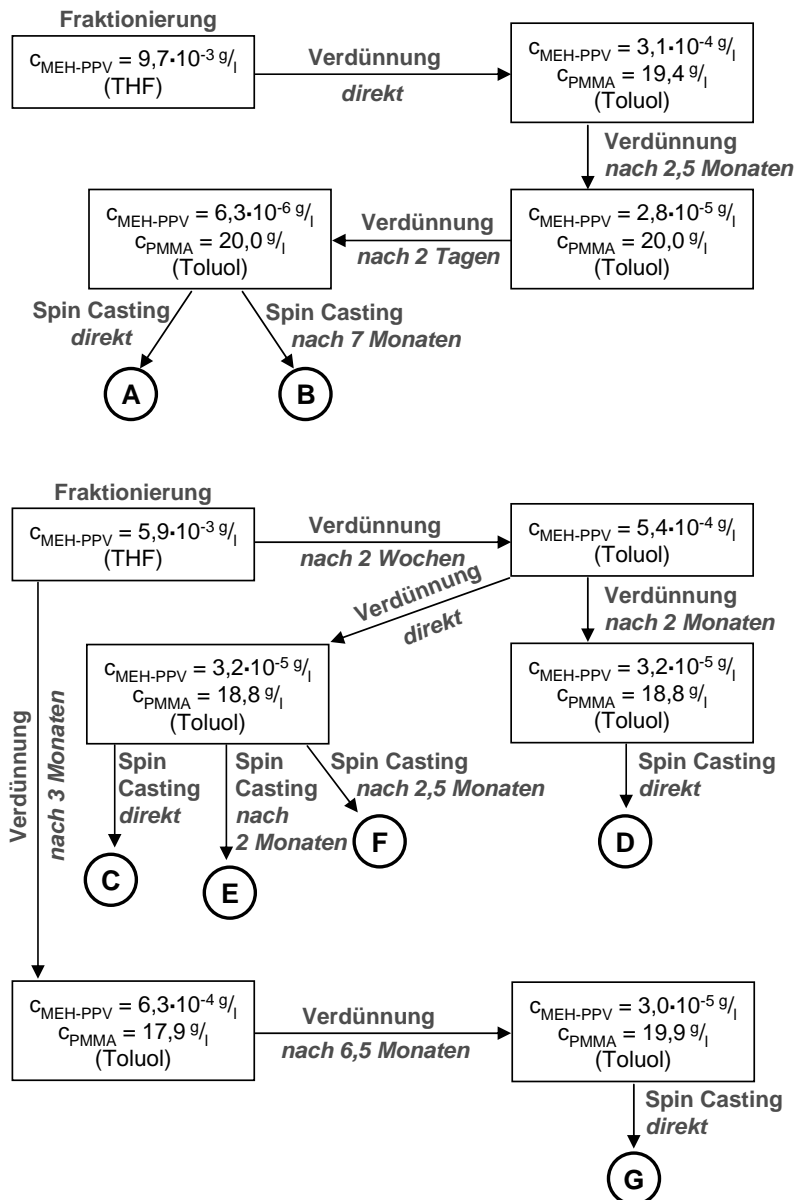 Fraktionierung
c_MEH-PPV = 9,7·10^-3 g/l
(THF)
Verdünnung
direkt
c_MEH-PPV = 3,1·10^-4 g/l
c_PMMA = 19,4 g/l
(Toluol)
Verdünnung
nach 2,5 Monaten
c_MEH-PPV = 2,8·10^-5 g/l
c_PMMA = 20,0 g/l
(Toluol)
Verdünnung
nach 2 Tagen
c_MEH-PPV = 6,3·10^-6 g/l
c_PMMA = 20,0 g/l
(Toluol)
Spin Casting
direkt
Spin Casting
nach 7 Monaten
A
B
Fraktionierung
c_MEH-PPV = 5,9·10^-3 g/l
(THF)
Verdünnung
nach 2 Wochen
c_MEH-PPV = 5,4·10^-4 g/l
(Toluol)
Verdünnung
direkt
Verdünnung
nach 2 Monaten
c_MEH-PPV = 3,2·10^-5 g/l
c_PMMA = 18,8 g/l
(Toluol)
c_MEH-PPV = 3,2·10^-5 g/l
c_PMMA = 18,8 g/l
(Toluol)
Spin
Casting
direkt
Spin
Casting
nach
2 Monaten
Spin Casting
nach 2,5 Monaten
Spin Casting
direkt
C
E
F
D
Verdünnung
nach 3 Monaten
c_MEH-PPV = 6,3·10^-4 g/l
c_PMMA = 17,9 g/l
(Toluol)
Verdünnung
nach 6,5 Monaten
c_MEH-PPV = 3,0·10^-5 g/l
c_PMMA = 19,9 g/l
(Toluol)
Spin Casting
direkt
G